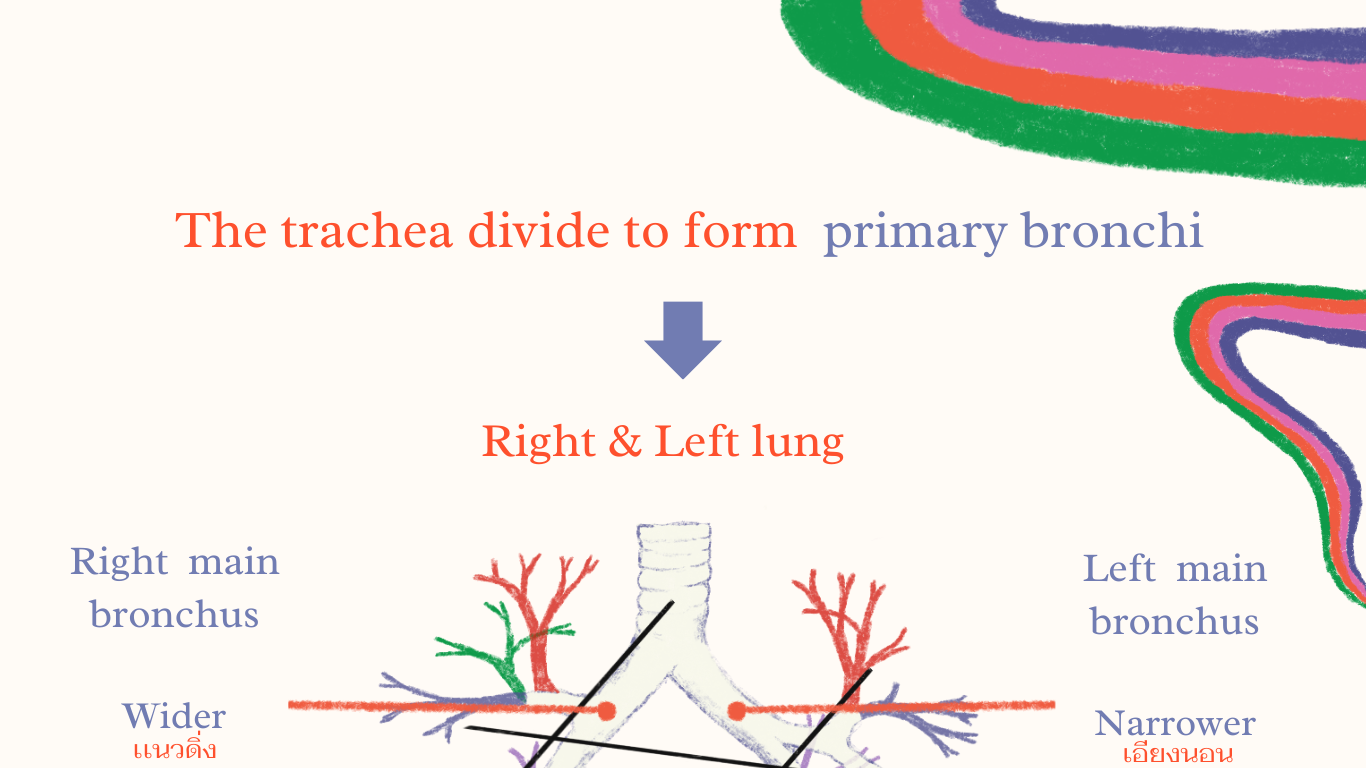 The trachea divide to form primary bronchi
Right & Left lung
Right main
bronchus
Wider
แนวดิ่ง
Left main
bronchus
Narrower
เอียงนอน